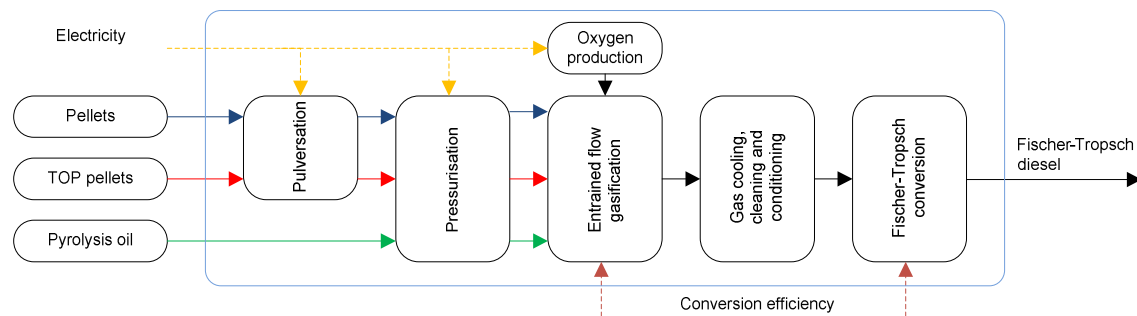 Electricity
Oxygen
production
Pellets
TOP pellets
Pyrolysis oil
Pulversation
Pressurisation
Entrained flow
gasification
Gas cooling,
cleaning and
conditioning
Fischer-Tropsch
conversion
Fischer-Tropsch
diesel
Conversion efficiency